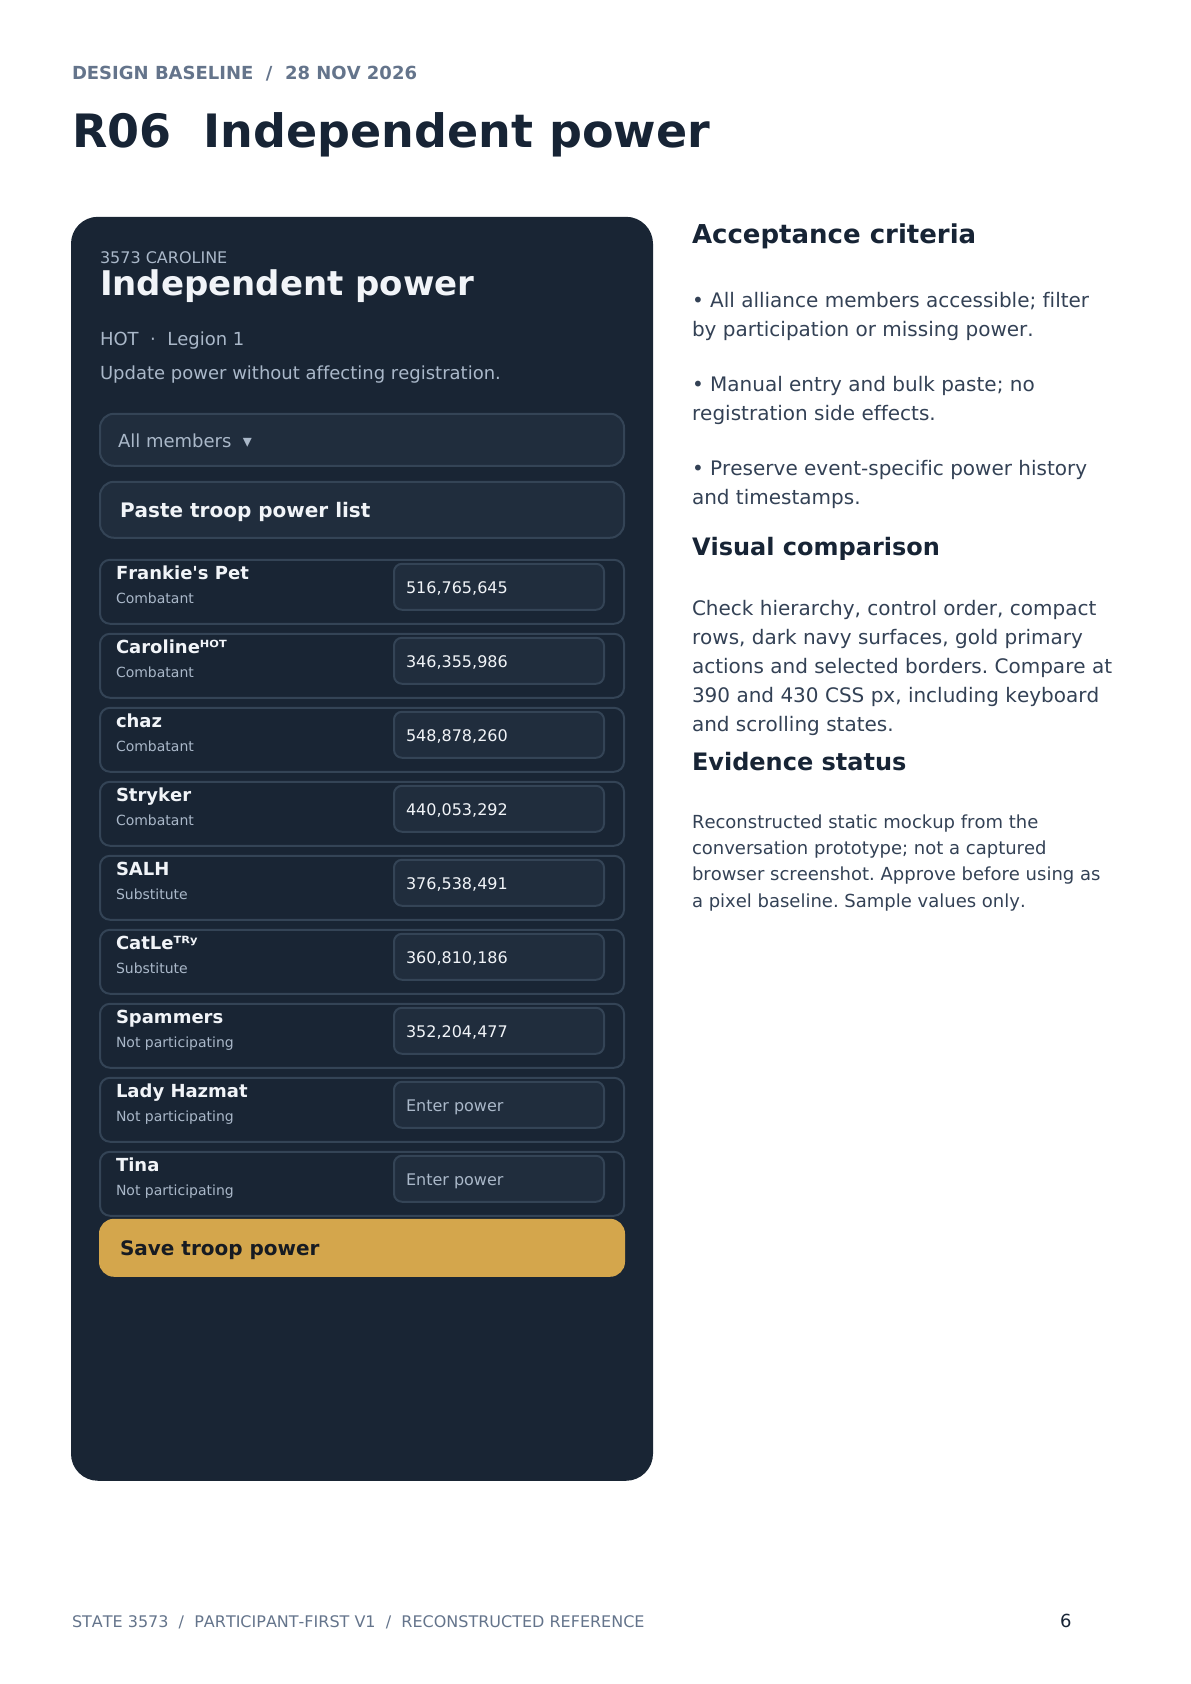 DESIGN BASELINE / 28 NOV 2026
R06 Independent power
3573 CAROLINE
Independent power
HOT · Legion 1
Update power without affecting registration.
All members ▾
Paste troop power list
Frankie's Pet
Combatant
516,765,645
Carolineᴴᴼᵀ
Combatant
346,355,986
chaz
Combatant
548,878,260
Stryker
Combatant
440,053,292
SALH
Substitute
376,538,491
CatLeᵀᴿʸ
Substitute
360,810,186
Spammers
Not participating
352,204,477
Lady Hazmat
Not participating
Enter power
Tina
Not participating
Enter power
Save troop power
Acceptance criteria
• All alliance members accessible; filter
by participation or missing power.
• Manual entry and bulk paste; no
registration side effects.
• Preserve event-specific power history
and timestamps.
Visual comparison
Check hierarchy, control order, compact
rows, dark navy surfaces, gold primary
actions and selected borders. Compare at
390 and 430 CSS px, including keyboard
and scrolling states.
Evidence status
Reconstructed static mockup from the
conversation prototype; not a captured
browser screenshot. Approve before using as
a pixel baseline. Sample values only.
STATE 3573 / PARTICIPANT-FIRST V1 / RECONSTRUCTED REFERENCE
6